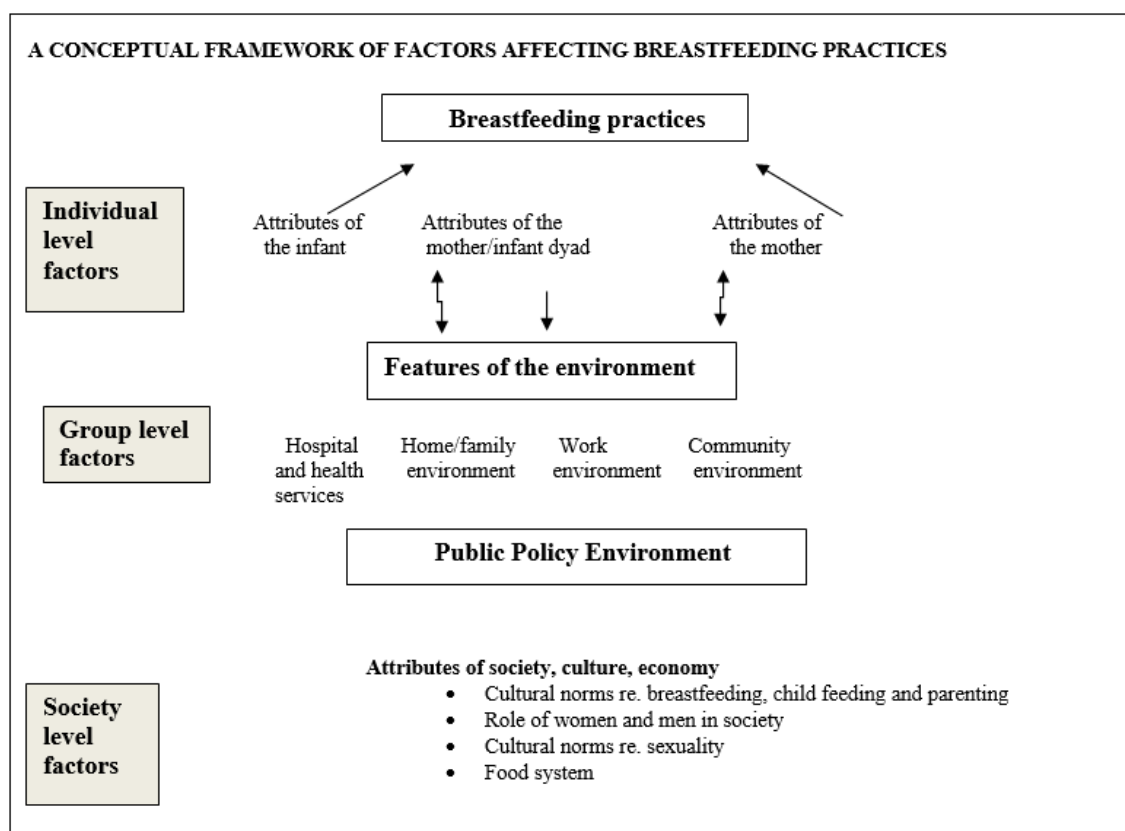 A CONCEPTUAL FRAMEWORK OF FACTORS AFFECTING BREASTFEEDING PRACTICES
Breastfeeding practices
Individual
level
factors
Attributes of
the infant
Attributes of the
mother/infant dyad
Attributes of
the mother
Features of the environment
Group level
factors
Hospital
and health
services
Home/family
environment
Work
environment
Community
environment
Public Policy Environment
Society
level
factors
Attributes of society, culture, economy
• Cultural norms re. breastfeeding, child feeding and parenting
• Role of women and men in society
• Cultural norms re. sexuality
• Food system